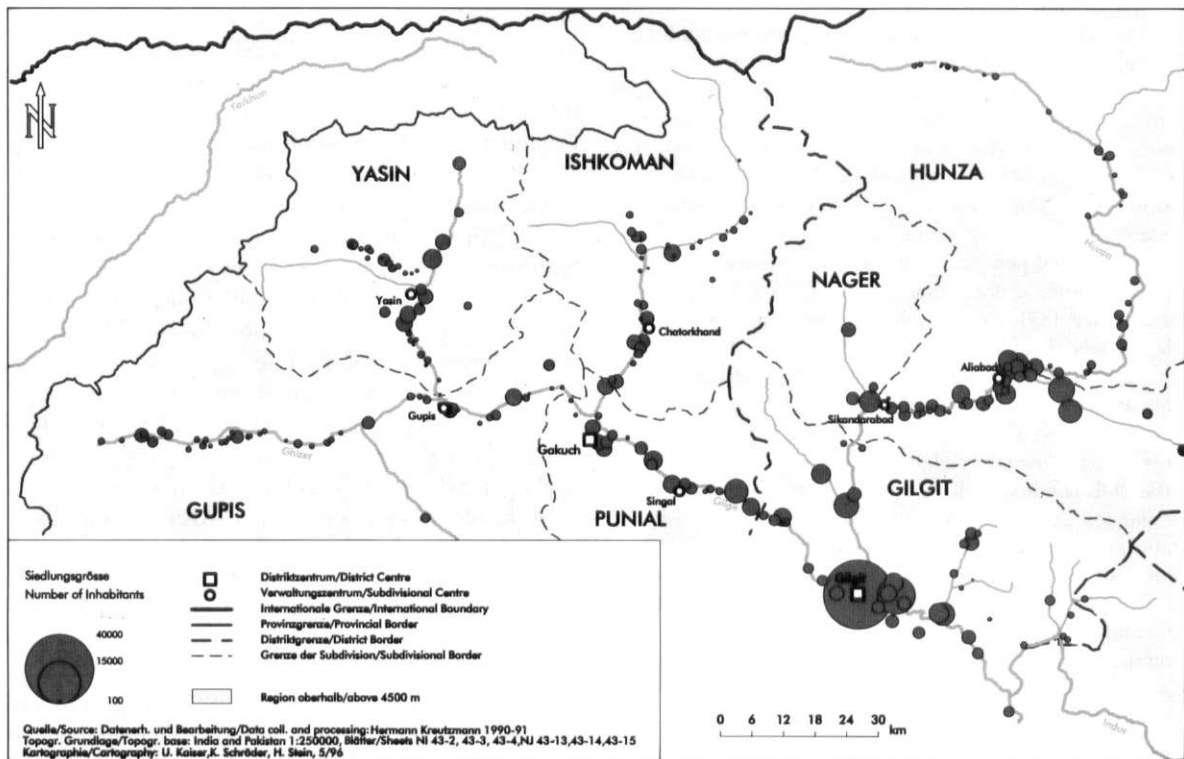 Yarkhun
N
YASIN
ISHKOMAN
HUNZA
Hunza
NAGER
Yasin
Chatorkhand
Aliabad
Gupis
Sikandarabad
Gakuch
Ghizer
Singal
Gilgit
GILGIT
GUPIS
PUNIAL
Gilgit
Indus
Siedlungsgrösse
Number of Inhabitants
40000
15000
100
Distriktzentrum/District Centre
Verwaltungszentrum/Subdivisional Centre
Internationale Grenze/International Boundary
Provinzgrenze/Provincial Border
Distriktgrenze/District Border
Grenze der Subdivision/Subdivisional Border
Region oberhalb/above 4500 m
0 6 12 18 24 30
km
Quelle/Source: Datenerh. und Bearbeitung/Data coll. and processing: Hermann Kreutzmann 1990-91
Topogr. Grundlage/Topogr. base: India and Pakistan 1:250000, Blätter/Sheets NI 43-2, 43-3, 43-4, NJ 43-13, 43-14, 43-15
Kartographie/Cartography: U. Kaiser, K. Schröder, H. Stein, 5/96